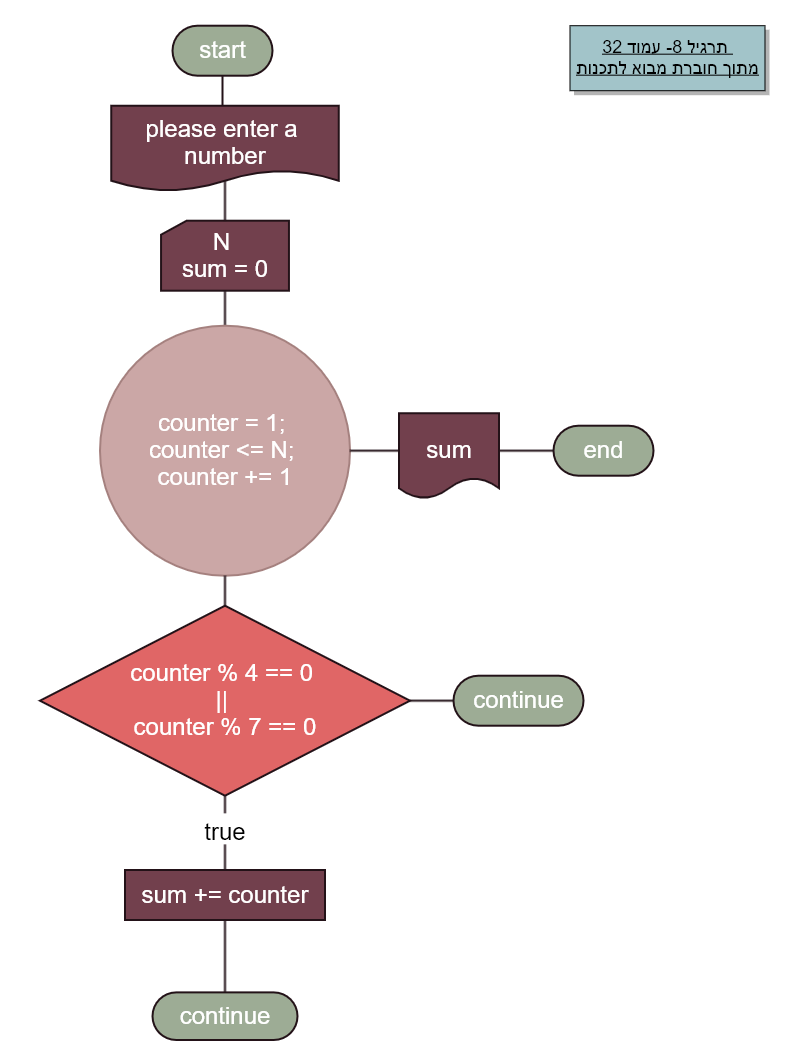 start
תרגיל 8- עמוד 32
מתוך חוברת מבוא לתכנות
please enter a
number
N
sum = 0
counter = 1;
counter <= N;
counter += 1
sum
end
counter % 4 == 0
||
counter % 7 == 0
continue
true
sum += counter
continue